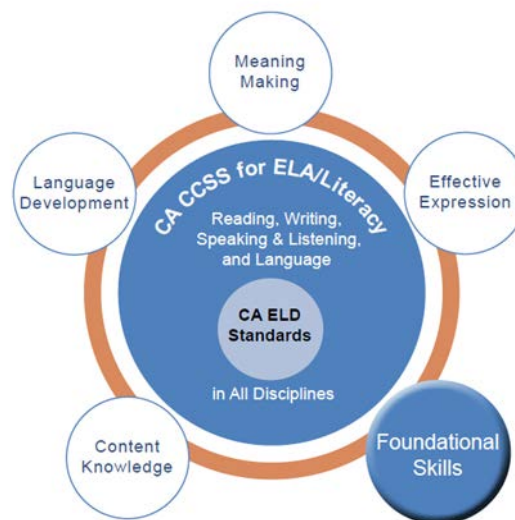 Meaning
Making
Language
Development
Effective
Expression
CA CCSS for ELA/Literacy
Reading, Writing,
Speaking & Listening,
and Language
CA ELD
Standards
in All Disciplines
Content
Knowledge
Foundational
Skills